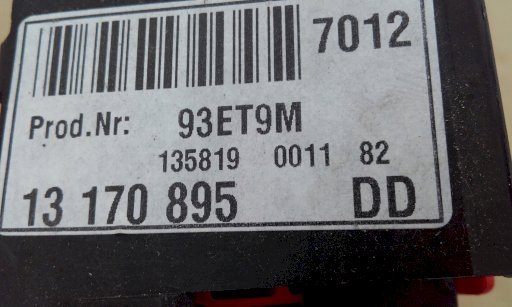 7012
Prod.Nr: 93ET9M
135819 0011 82
13 170 895 DD